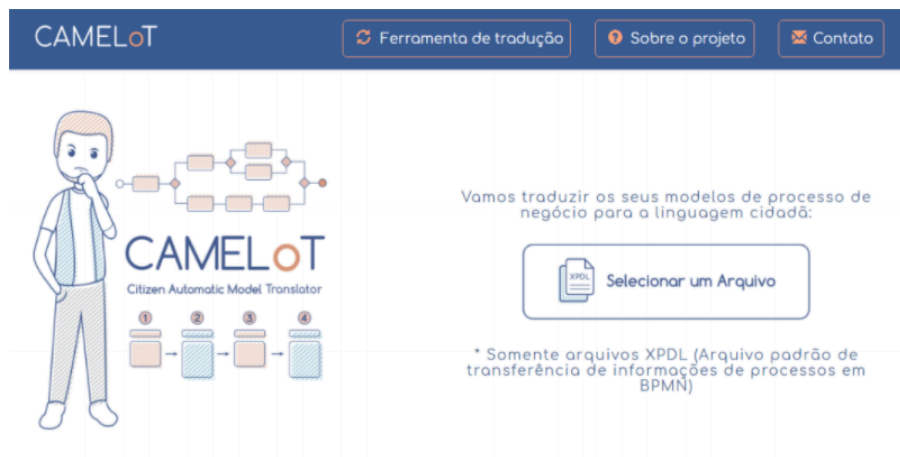 CAMELoT
Ferramenta de tradução
Sobre o projeto
Contato
CAMELoT
Citizen Automatic Model Translator
1 2 3 4
Vamos traduzir os seus modelos de processo de
negócio para a linguagem cidadã:
XPDL
Selecionar um Arquivo
* Somente arquivos XPDL (Arquivo padrão de
transferência de informações de processos em
BPMN)